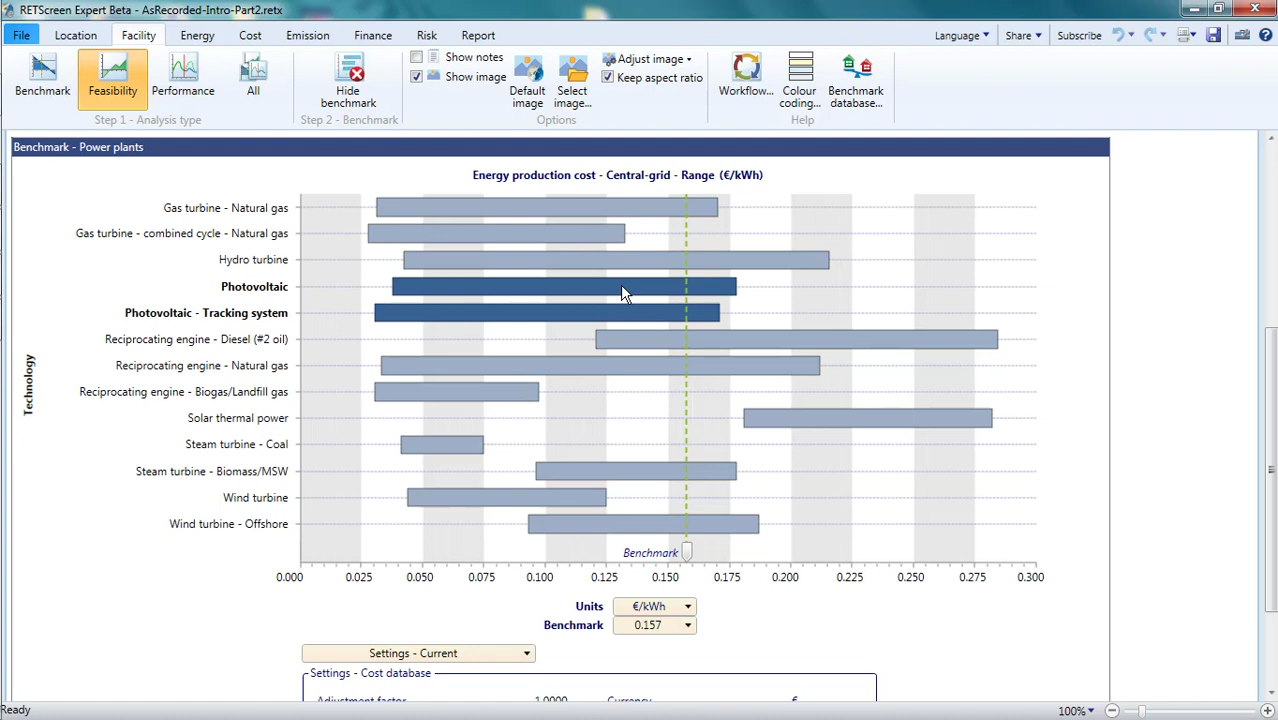 RETScreen Expert Beta - AsRecorded-Intro-Part2.retx
File Location Facility Energy Cost Emission Finance Risk Report Language Share Subscribe
Benchmark Feasibility Performance All
Step 1 - Analysis type
Hide benchmark
Step 2 - Benchmark
Show notes
Show image
Default image
Select image...
Adjust image
Keep aspect ratio
Options
Workflow...
Colour coding...
Benchmark database...
Help
Benchmark - Power plants
Energy production cost - Central-grid - Range (€/kWh)
Technology
Gas turbine - Natural gas
Gas turbine - combined cycle - Natural gas
Hydro turbine
Photovoltaic
Photovoltaic - Tracking system
Reciprocating engine - Diesel (#2 oil)
Reciprocating engine - Natural gas
Reciprocating engine - Biogas/Landfill gas
Solar thermal power
Steam turbine - Coal
Steam turbine - Biomass/MSW
Wind turbine
Wind turbine - Offshore
Benchmark
0.000 0.025 0.050 0.075 0.100 0.125 0.150 0.175 0.200 0.225 0.250 0.275 0.300
Units €/kWh
Benchmark 0.157
Settings - Current
Settings - Cost database
Adjustment factor 1.0000 Currency €
Ready 100%